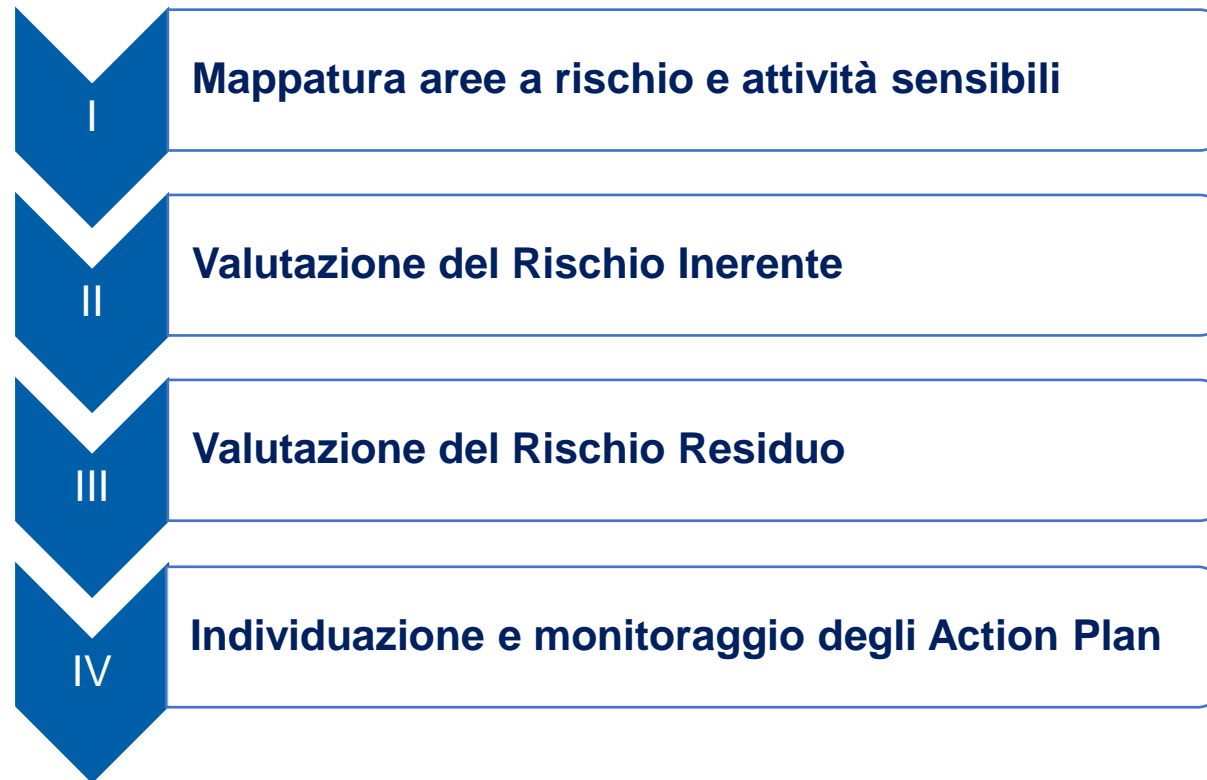 I
Mappatura aree a rischio e attività sensibili
II
Valutazione del Rischio Inerente
III
Valutazione del Rischio Residuo
IV
Individuazione e monitoraggio degli Action Plan